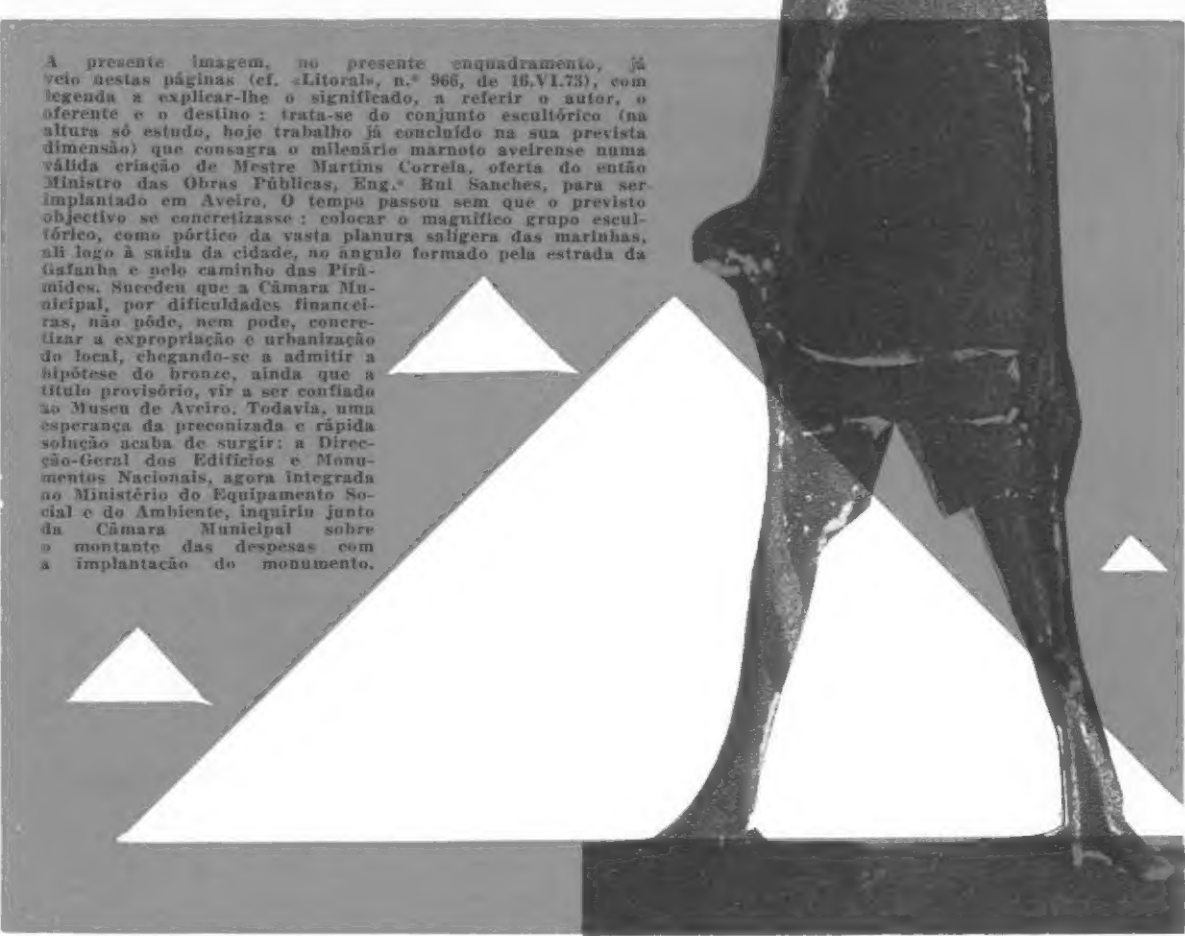 A presente imagem, no presente enquadramento, já
veio nestas páginas (cf. «Litoral», n.º 966, de 16.VI.73), com
legenda a explicar-lhe o significado, a referir o autor, o
oferente e o destino : trata-se do conjunto escultórico (na
altura só estudo, hoje trabalho já concluído na sua prevista
dimensão) que consagra o milenário marnoto aveirense numa
válida criação de Mestre Martins Correia, oferta do então
Ministro das Obras Públicas, Eng.º Rui Sanches, para ser
implantado em Aveiro. O tempo passou sem que o previsto
objectivo se concretizasse : colocar o magnífico grupo escul-
tórico, como pórtico da vasta planura salígera das marinhas,
ali logo à saída da cidade, no ângulo formado pela estrada da
Gafanha e pelo caminho das Pirâ-
mides. Sucedeu que a Câmara Mu-
nicipal, por dificuldades financei-
ras, não pôde, nem pode, concre-
tizar a expropriação e urbanização
do local, chegando-se a admitir a
hipótese do bronze, ainda que a
título provisório, vir a ser confiado
ao Museu de Aveiro. Todavia, uma
esperança da preconizada e rápida
solução acaba de surgir: a Direc-
ção-Geral dos Edifícios e Monu-
mentos Nacionais, agora integrada
no Ministério do Equipamento So-
cial e do Ambiente, inquiriu junto
da Câmara Municipal sobre
o montante das despesas com
a implantação do monumento.